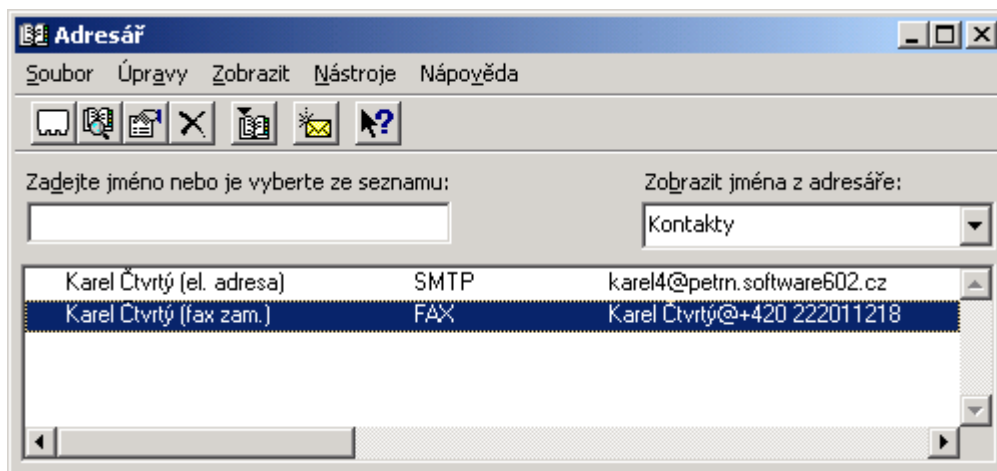 Adresář
Soubor Úpravy Zobrazit Nástroje Nápověda
Zadejte jméno nebo je vyberte ze seznamu: Zobrazit jména z adresáře:
Kontakty
Karel Čtvrtý (el. adresa) SMTP karel4@petrn.software602.cz
Karel Čtvrtý (fax zam.) FAX Karel Čtvrtý@+420 222011218